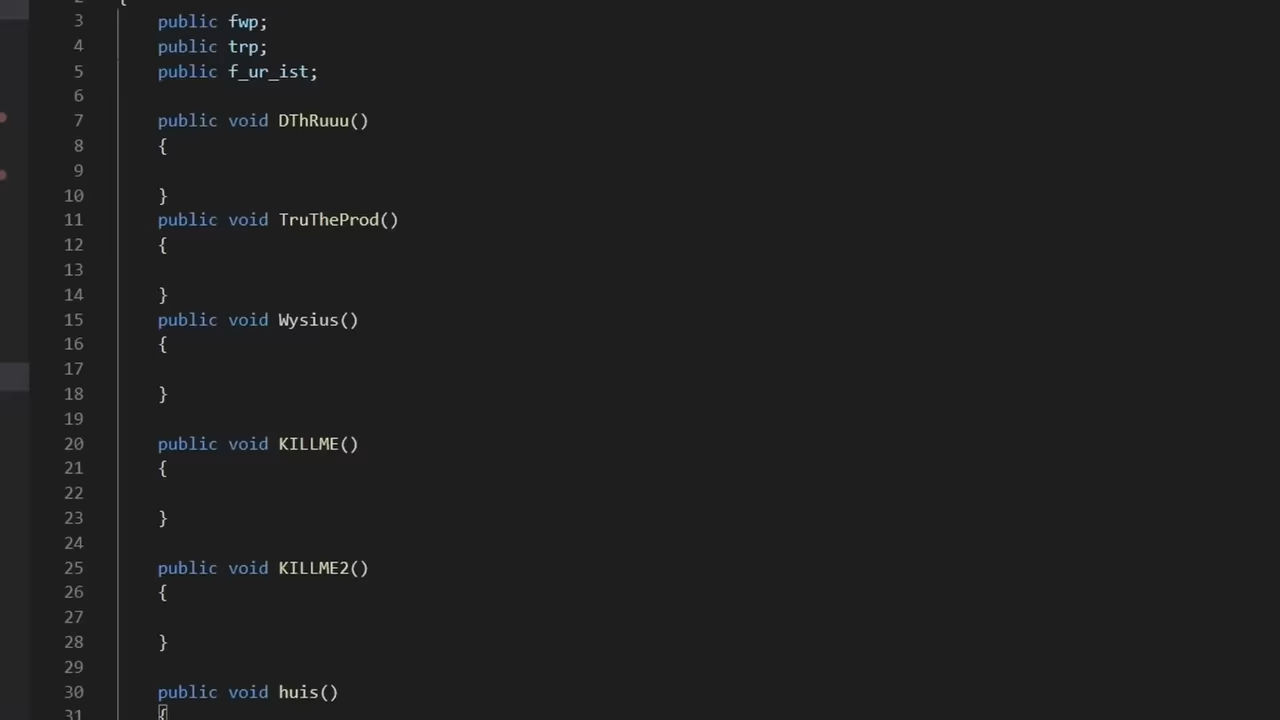 2 {
3 public fwp;
4 public trp;
5 public f_ur_ist;
6
7 public void DThRuuu()
8 {
9
10 }
11 public void TruTheProd()
12 {
13
14 }
15 public void Wysius()
16 {
17
18 }
19
20 public void KILLME()
21 {
22
23 }
24
25 public void KILLME2()
26 {
27
28 }
29
30 public void huis()
31 {